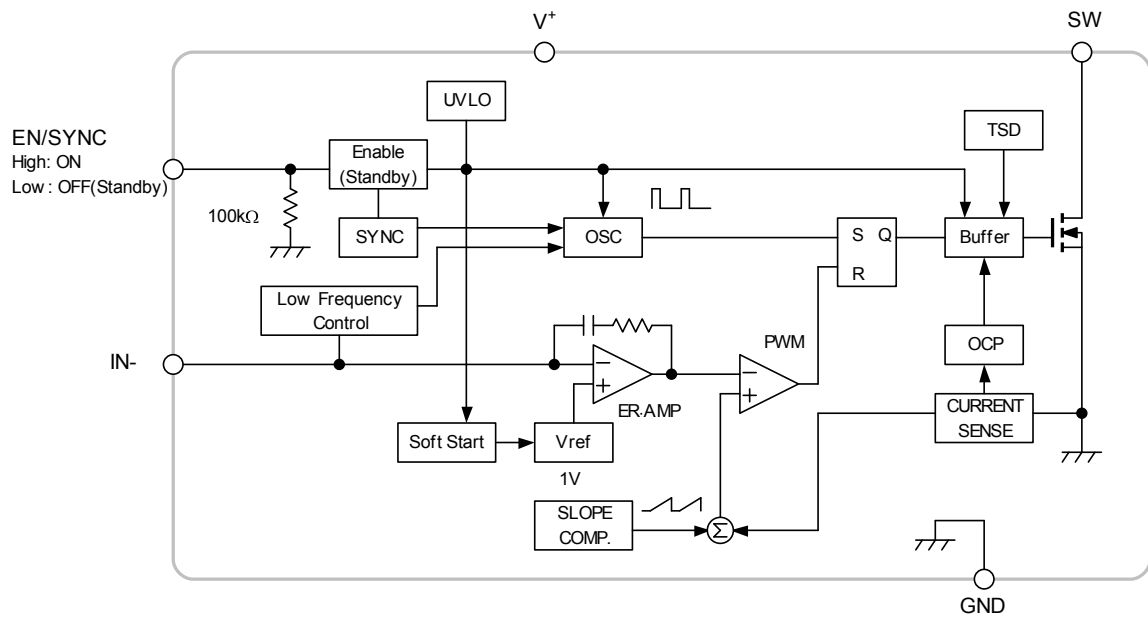 V+
SW
UVLO
TSD
EN/SYNC
High: ON
Low : OFF(Standby)
Enable
(Standby)
100kΩ
SYNC
OSC
S Q
R
Buffer
Low Frequency
Control
IN-
PWM
OCP
−
+
ER·AMP
−
+
CURRENT
SENSE
Soft Start
Vref
1V
SLOPE
COMP.
Σ
GND